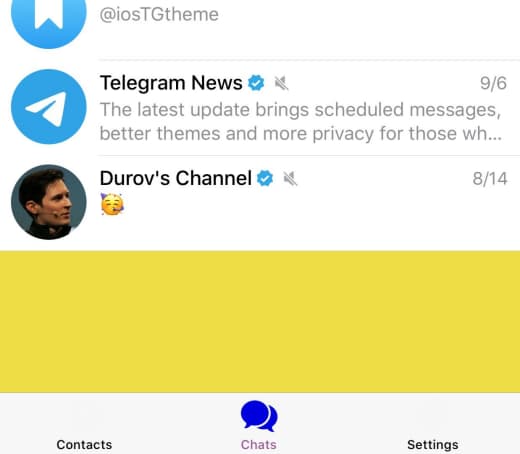 @iosTGtheme
Telegram News 9/6
The latest update brings scheduled messages,
better themes and more privacy for those wh...
Durov's Channel 8/14
🥳
Contacts Chats Settings